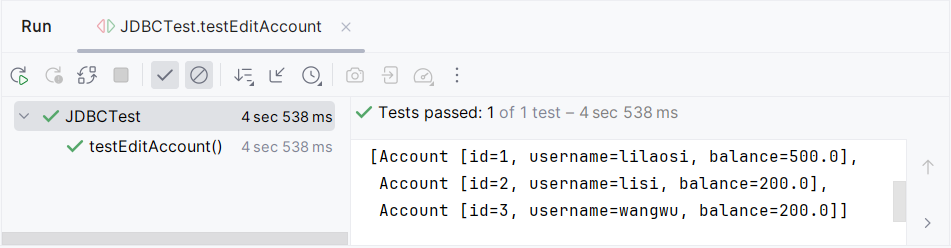 Run JDBCTest.testEditAccount ×
JDBCTest 4 sec 538 ms
testEditAccount() 4 sec 538 ms
Tests passed: 1 of 1 test – 4 sec 538 ms
[Account [id=1, username=lilaosi, balance=500.0],
Account [id=2, username=lisi, balance=200.0],
Account [id=3, username=wangwu, balance=200.0]]